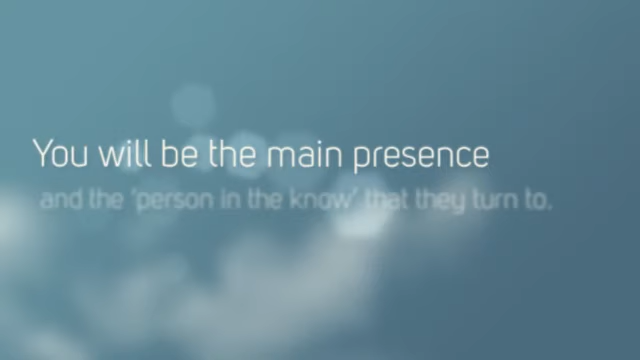 You will be the main presence
and the 'person in the know' that they turn to.